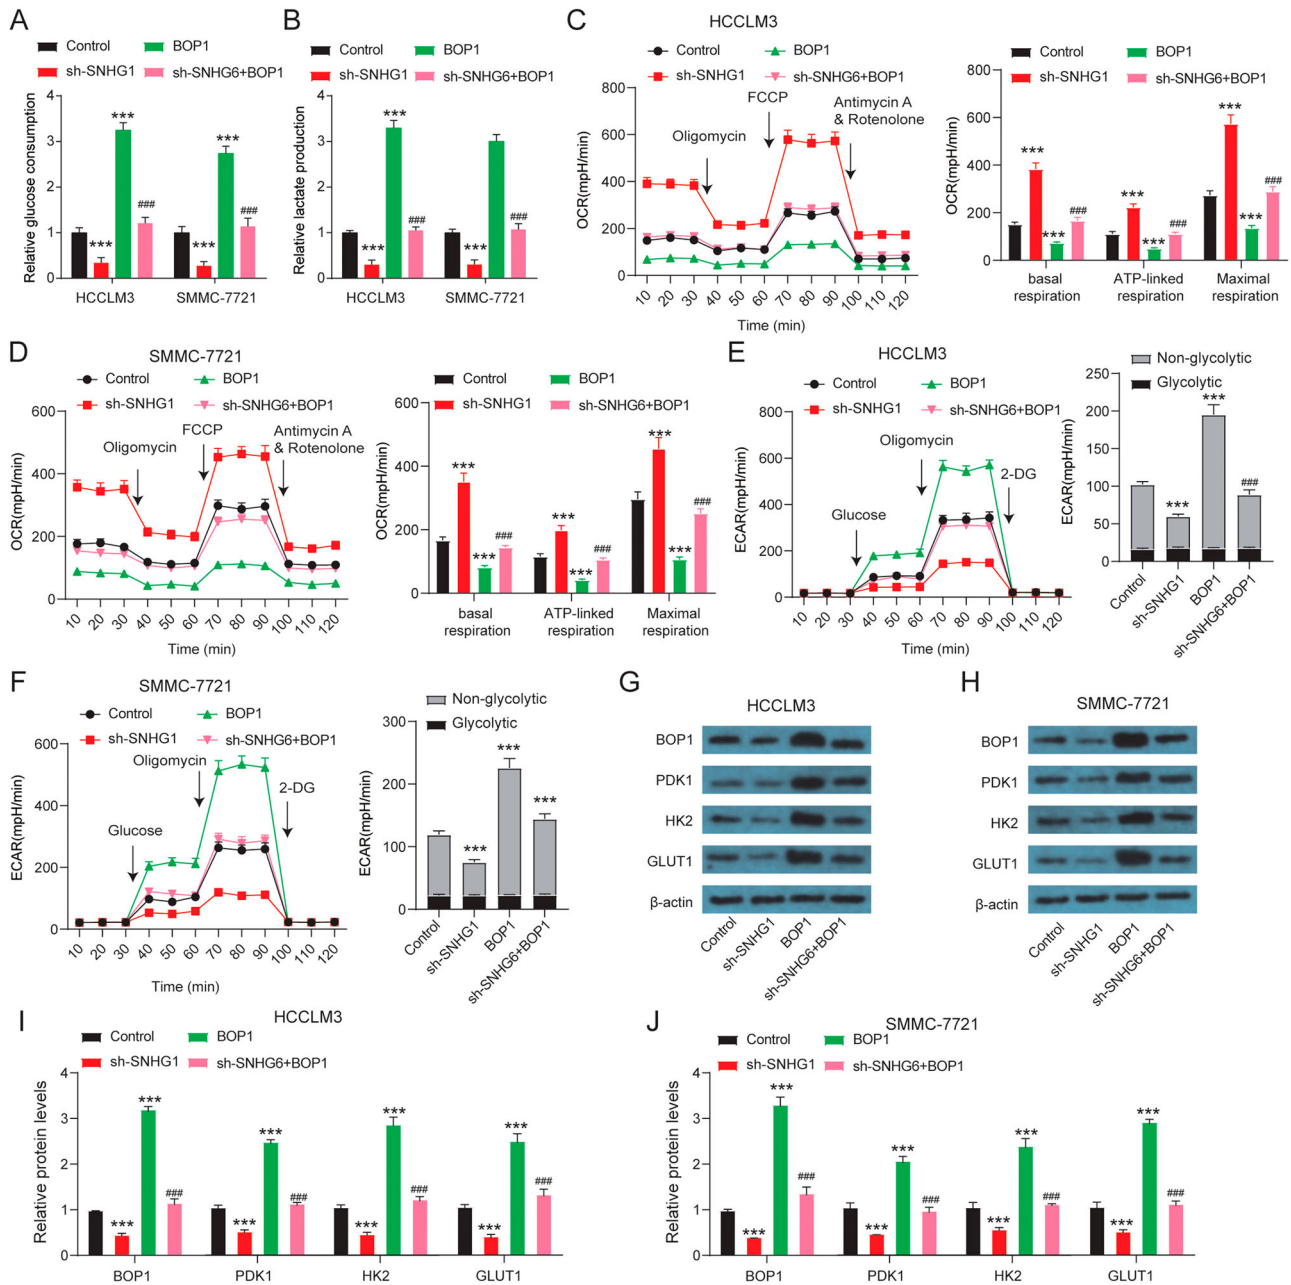 A
Control
BOP1
sh-SNHG1
sh-SNHG6+BOP1
Relative glucose consumption
4
3
2
1
0
***
***
***
***
###
###
HCCLM3
SMMC-7721
B
Control
BOP1
sh-SNHG1
sh-SNHG6+BOP1
Relative lactate production
4
3
2
1
0
***
***
***
###
###
HCCLM3
SMMC-7721
C
HCCLM3
Control
BOP1
sh-SNHG1
sh-SNHG6+BOP1
OCR(mpH/min)
800
600
400
200
0
Oligomycin
FCCP
Antimycin A
& Rotenolone
10 20 30 40 50 60 70 80 90 100 110 120
Time (min)
Control
BOP1
sh-SNHG1
sh-SNHG6+BOP1
OCR(mpH/min)
800
600
400
200
0
***
***
###
***
***
###
***
***
###
basal
respiration
ATP-linked
respiration
Maximal
respiration
D
SMMC-7721
Control
BOP1
sh-SNHG1
sh-SNHG6+BOP1
OCR(mpH/min)
600
400
300
200
100
0
Oligomycin
FCCP
Antimycin A
& Rotenolone
10 20 30 40 50 60 70 80 90 100 110 120
Time (min)
Control
BOP1
sh-SNHG1
sh-SNHG6+BOP1
OCR(mpH/min)
600
400
200
0
***
***
###
***
***
###
***
***
###
basal
respiration
ATP-linked
respiration
Maximal
respiration
E
HCCLM3
Control
BOP1
sh-SNHG1
sh-SNHG6+BOP1
ECAR(mpH/min)
800
600
400
200
0
Glucose
Oligomycin
2-DG
10 20 30 40 50 60 70 80 90 100 110 120
Time (min)
Non-glycolytic
Glycolytic
ECAR(mpH/min)
250
200
150
100
50
0
***
***
###
Control
sh-SNHG1
BOP1
sh-SNHG6+BOP1
F
SMMC-7721
Control
BOP1
sh-SNHG1
sh-SNHG6+BOP1
ECAR(mpH/min)
600
400
200
0
Glucose
Oligomycin
2-DG
10 20 30 40 50 60 70 80 90 100 110 120
Time (min)
Non-glycolytic
Glycolytic
ECAR(mpH/min)
300
200
100
0
***
***
***
Control
sh-SNHG1
BOP1
sh-SNHG6+BOP1
G
HCCLM3
BOP1
PDK1
HK2
GLUT1
β-actin
Control
sh-SNHG1
BOP1
sh-SNHG6+BOP1
H
SMMC-7721
BOP1
PDK1
HK2
GLUT1
β-actin
Control
sh-SNHG1
BOP1
sh-SNHG6+BOP1
I
HCCLM3
Control
BOP1
sh-SNHG1
sh-SNHG6+BOP1
Relative protein levels
4
3
2
1
0
***
***
###
***
***
###
***
***
###
***
***
###
BOP1
PDK1
HK2
GLUT1
J
SMMC-7721
Control
BOP1
sh-SNHG1
sh-SNHG6+BOP1
Relative protein levels
4
3
2
1
0
***
***
###
***
***
###
***
***
###
***
***
###
BOP1
PDK1
HK2
GLUT1